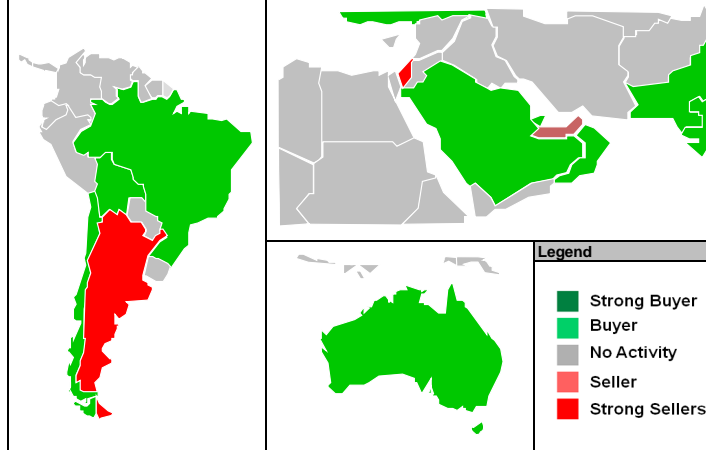 Legend
Strong Buyer
Buyer
No Activity
Seller
Strong Sellers